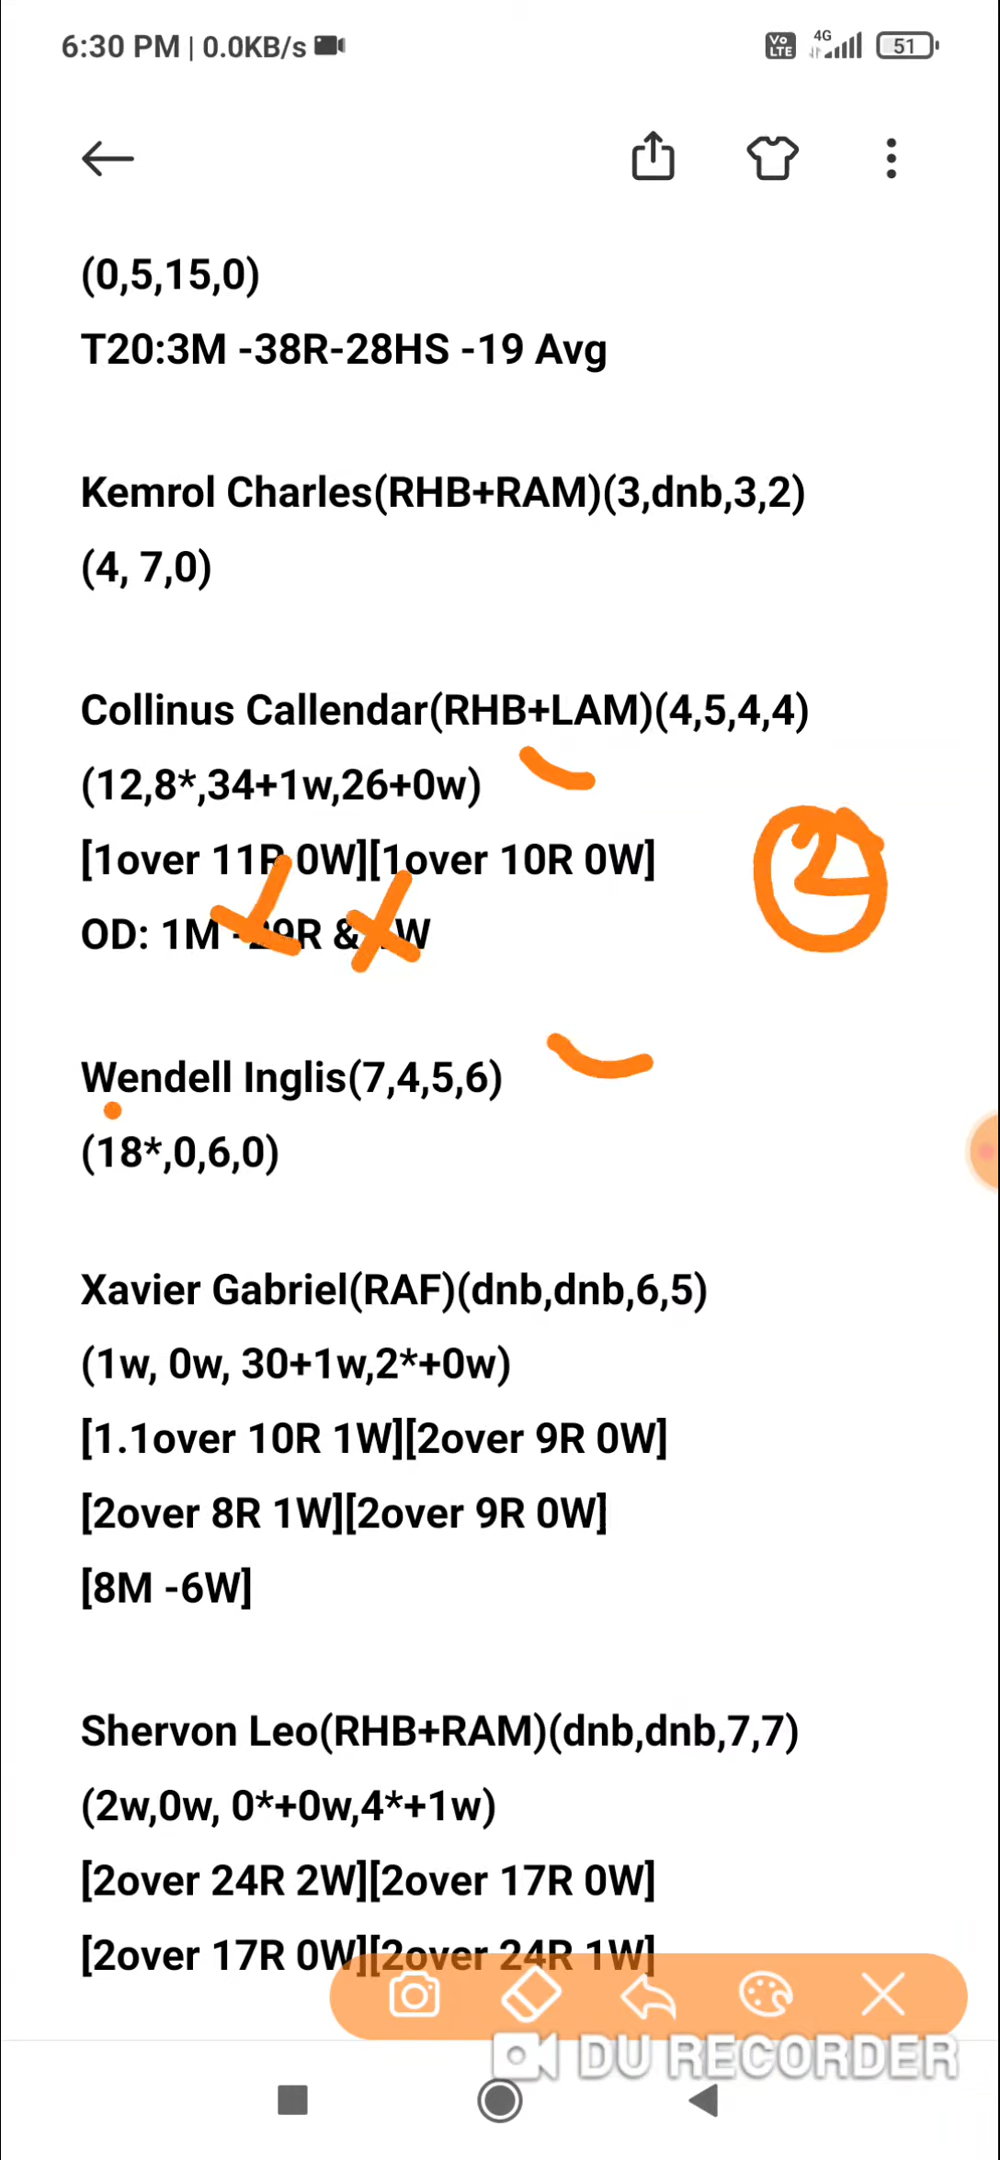 6:30 PM | 0.0KB/s
Vo LTE 4G 51
(0,5,15,0)
T20:3M -38R-28HS -19 Avg
Kemrol Charles(RHB+RAM)(3,dnb,3,2)
(4, 7,0)
Collinus Callendar(RHB+LAM)(4,5,4,4)
(12,8*,34+1w,26+0w)
[1over 11R 0W][1over 10R 0W]
OD: 1M & W
2
Wendell Inglis(7,4,5,6)
(18*,0,6,0)
Xavier Gabriel(RAF)(dnb,dnb,6,5)
(1w, 0w, 30+1w,2*+0w)
[1.1over 10R 1W][2over 9R 0W]
[2over 8R 1W][2over 9R 0W]
[8M -6W]
Shervon Leo(RHB+RAM)(dnb,dnb,7,7)
(2w,0w, 0*+0w,4*+1w)
[2over 24R 2W][2over 17R 0W]
[2over 17R 0W][2over 24R 1W]
DU RECORDER